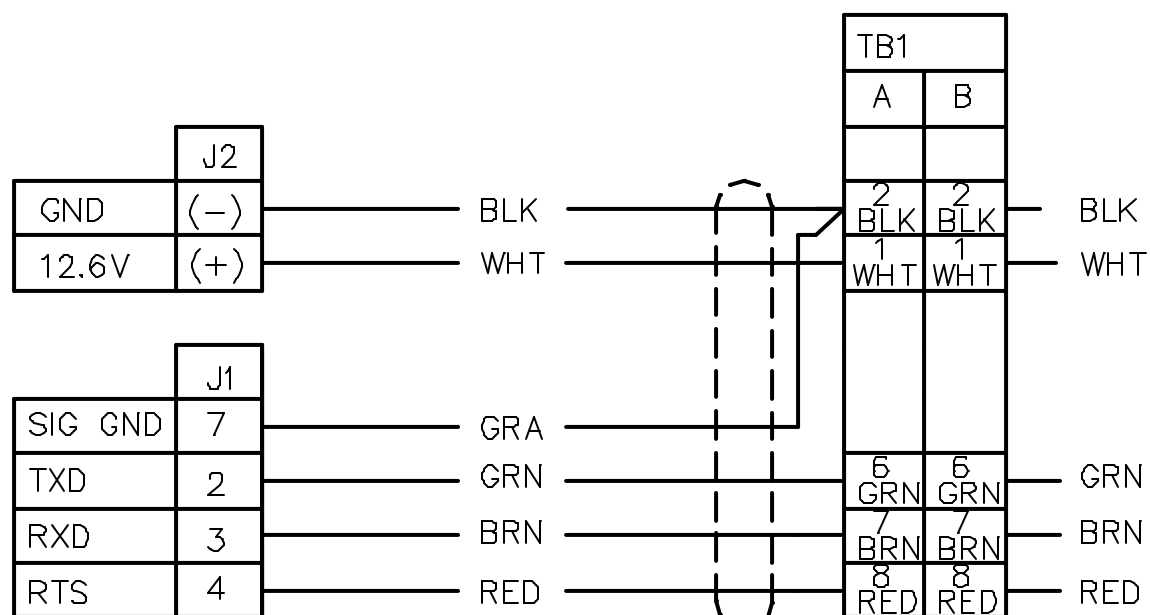 TB1
A B
J2
GND (-) BLK 2 BLK 2 BLK BLK
12.6V (+) WHT 1 WHT 1 WHT WHT
J1
SIG GND 7 GRA
TXD 2 GRN 6 GRN 6 GRN GRN
RXD 3 BRN 7 BRN 7 BRN BRN
RTS 4 RED 8 RED 8 RED RED